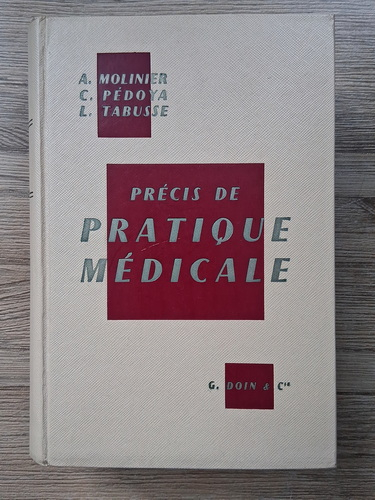 A. MOLINIER
C. PÉDOYA
L. TABUSSE
PRÉCIS DE
PRATIQUE
MÉDICALE
G. DOIN & Cie